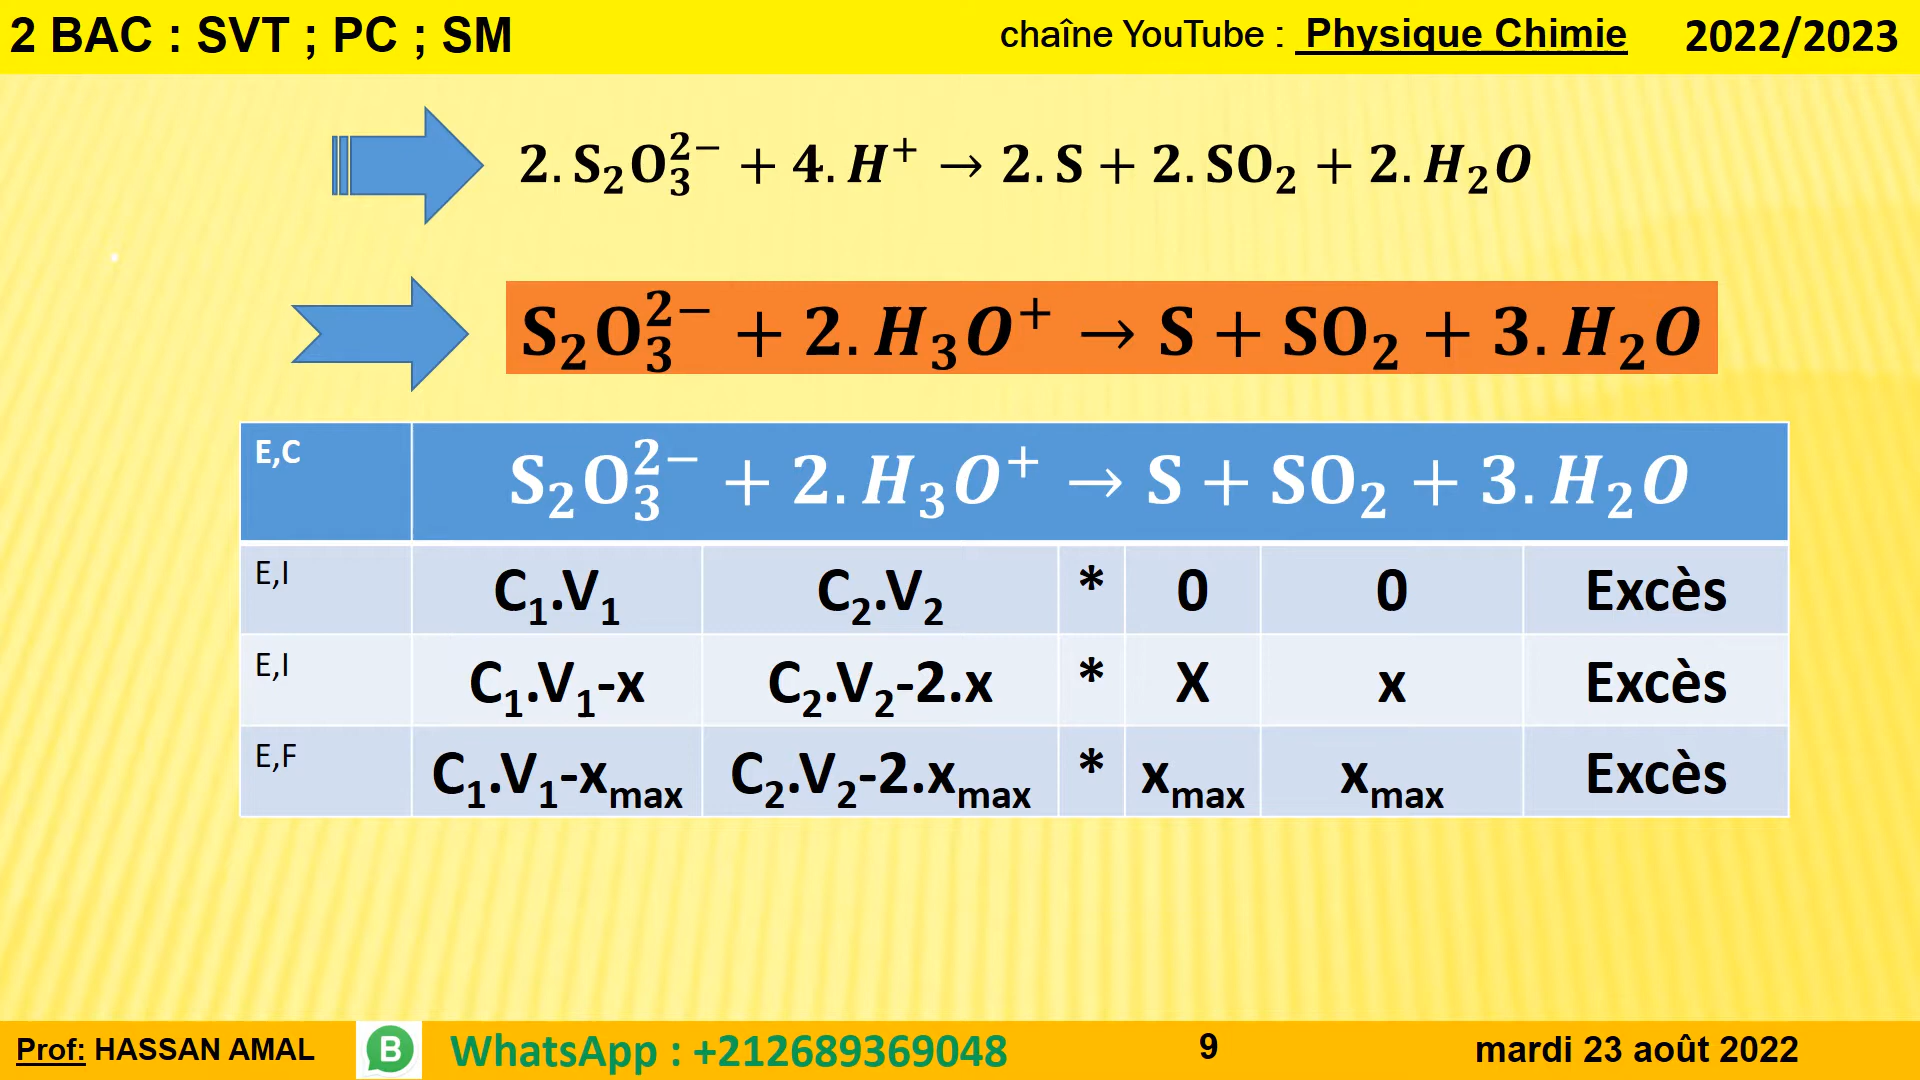 2 BAC : SVT ; PC ; SM chaîne YouTube : Physique Chimie 2022/2023
2. S₂O₃²⁻ + 4. H⁺ → 2. S + 2. SO₂ + 2. H₂O
S₂O₃²⁻ + 2. H₃O⁺ → S + SO₂ + 3. H₂O
E,C S₂O₃²⁻ + 2. H₃O⁺ → S + SO₂ + 3. H₂O
E,I C₁.V₁ C₂.V₂ * 0 0 Excès
E,I C₁.V₁-x C₂.V₂-2.x * X x Excès
E,F C₁.V₁-xₘₐₓ C₂.V₂-2.xₘₐₓ * xₘₐₓ xₘₐₓ Excès
Prof: HASSAN AMAL B WhatsApp : +212689369048 9 mardi 23 août 2022